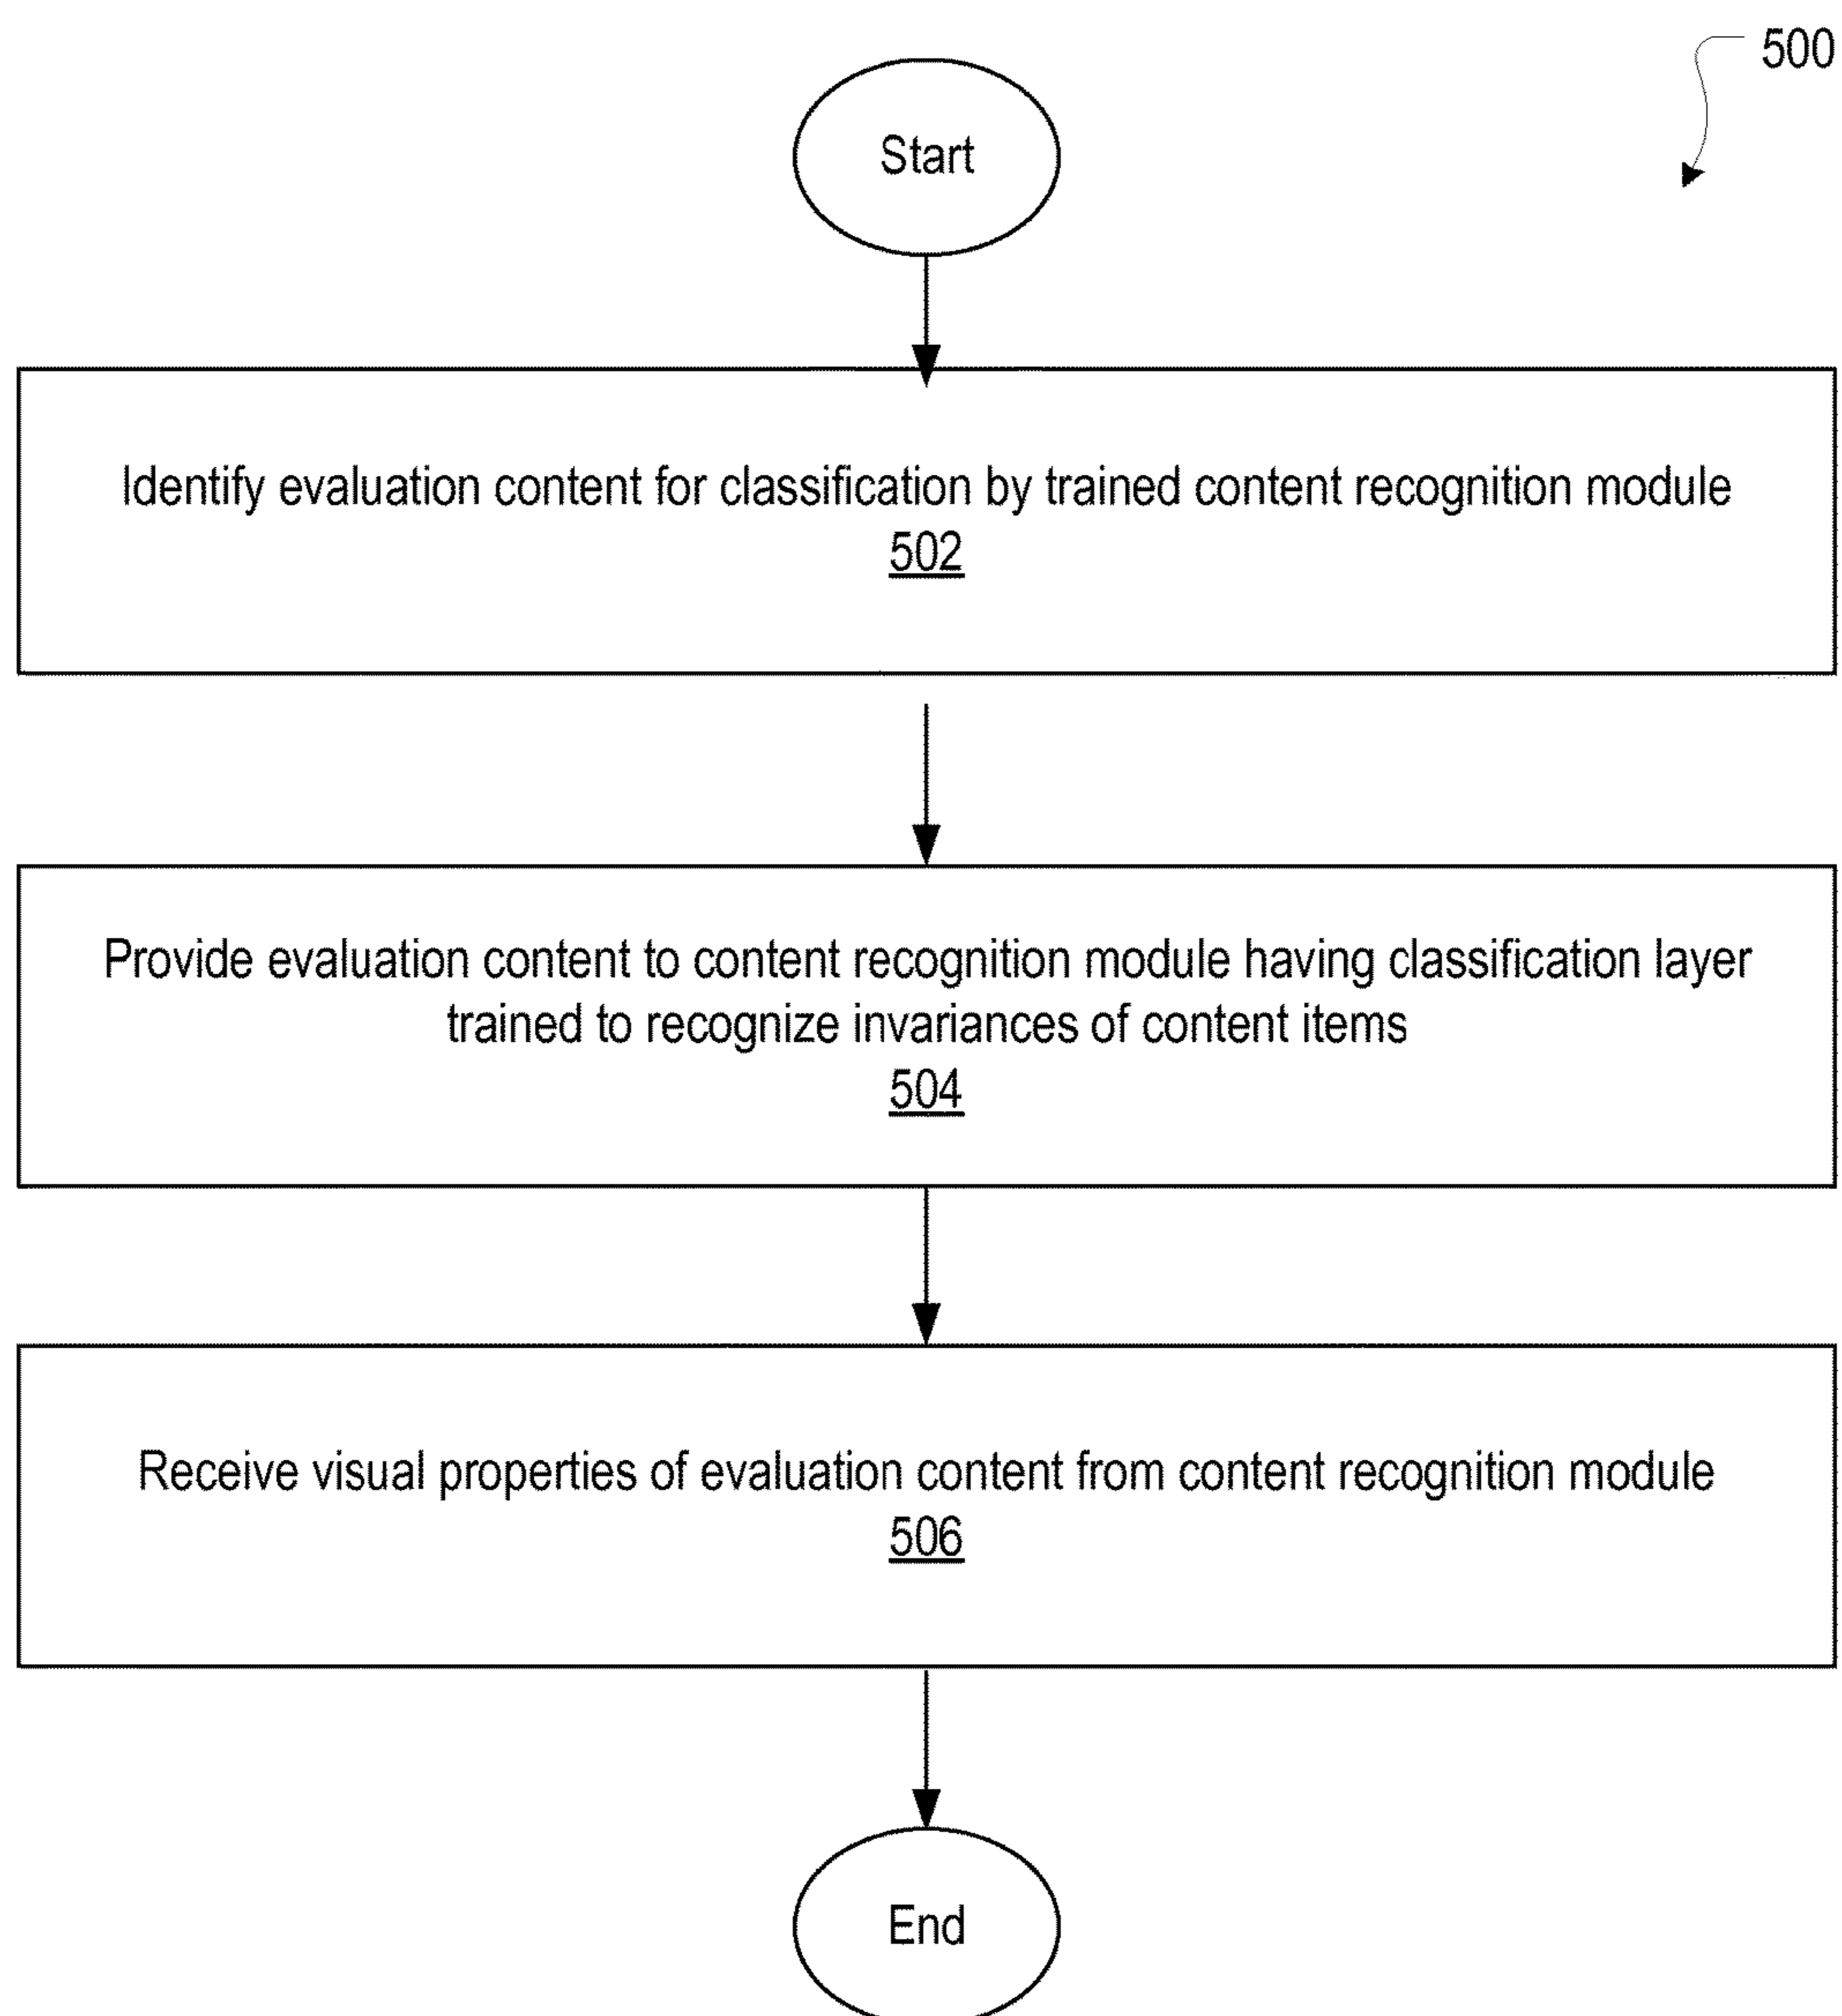 500
Start
Identify evaluation content for classification by trained content recognition module
502
Provide evaluation content to content recognition module having classification layer
trained to recognize invariances of content items
504
Receive visual properties of evaluation content from content recognition module
506
End